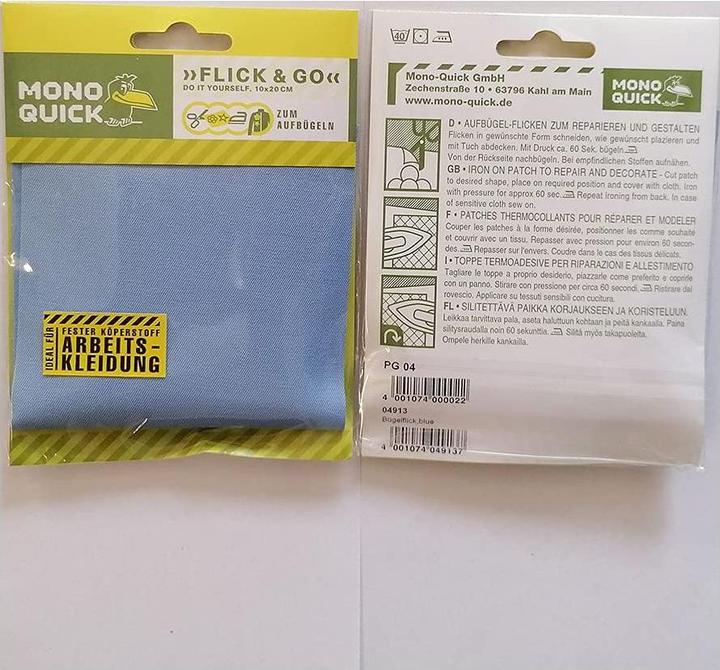 MONO
QUICK
»FLICK & GO«
DO IT YOURSELF. 10x20CM
ZUM
AUFBÜGELN
IDEAL FÜR
FESTER KÖPERSTOFF
ARBEITS-
KLEIDUNG
40
Mono-Quick GmbH
Zechenstraße 10 • 63796 Kahl am Main
www.mono-quick.de
MONO
QUICK
D • AUFBÜGEL-FLICKEN ZUM REPARIEREN UND GESTALTEN
Flicken in gewünschte Form schneiden, wie gewünscht plazieren und
mit Tuch abdecken. Mit Druck ca. 60 Sek. bügeln
Von der Rückseite nachbügeln. Bei empfindlichen Stoffen aufnähen.
GB • IRON ON PATCH TO REPAIR AND DECORATE - Cut patch
to desired shape, place on required position and cover with cloth. Iron
with pressure for approx 60 sec. Repeat ironing from back. In case
of sensitive cloth sew on.
F • PATCHES THERMOCOLLANTS POUR RÉPARER ET MODELER
Couper les patches à la forme désirée, positionner les comme souhaité
et couvrir avec un tissu. Repasser avec pression pour environ 60 secon-
des. Repasser sur l'envers. Coudre dans le cas des tissus délicats.
I • TOPPE TERMOADESIVE PER RIPARAZIONI E ALLESTIMENTO
Tagliare le toppe a proprio desiderio, piazzarle come preferito e coprirle
con un panno. Stirare con pressione per circa 60 secondi. Ristirare dal
rovescio. Applicare su tessuti sensibili con cucitura.
FL • SILITETTÄVÄ PAIKKA KORJAUKSEEN JA KORISTELUUN.
Leikkaa tarvittava pala, aseta haluttuun kohtaan ja peitä kankaalla. Paina
silitysraudalla noin 60 sekunttia. Silitä myös takapuolelta.
Ompele herkille kankailla.
PG 04
4 001074 000022
04913
Bügelflick,blue
4 001074 049137